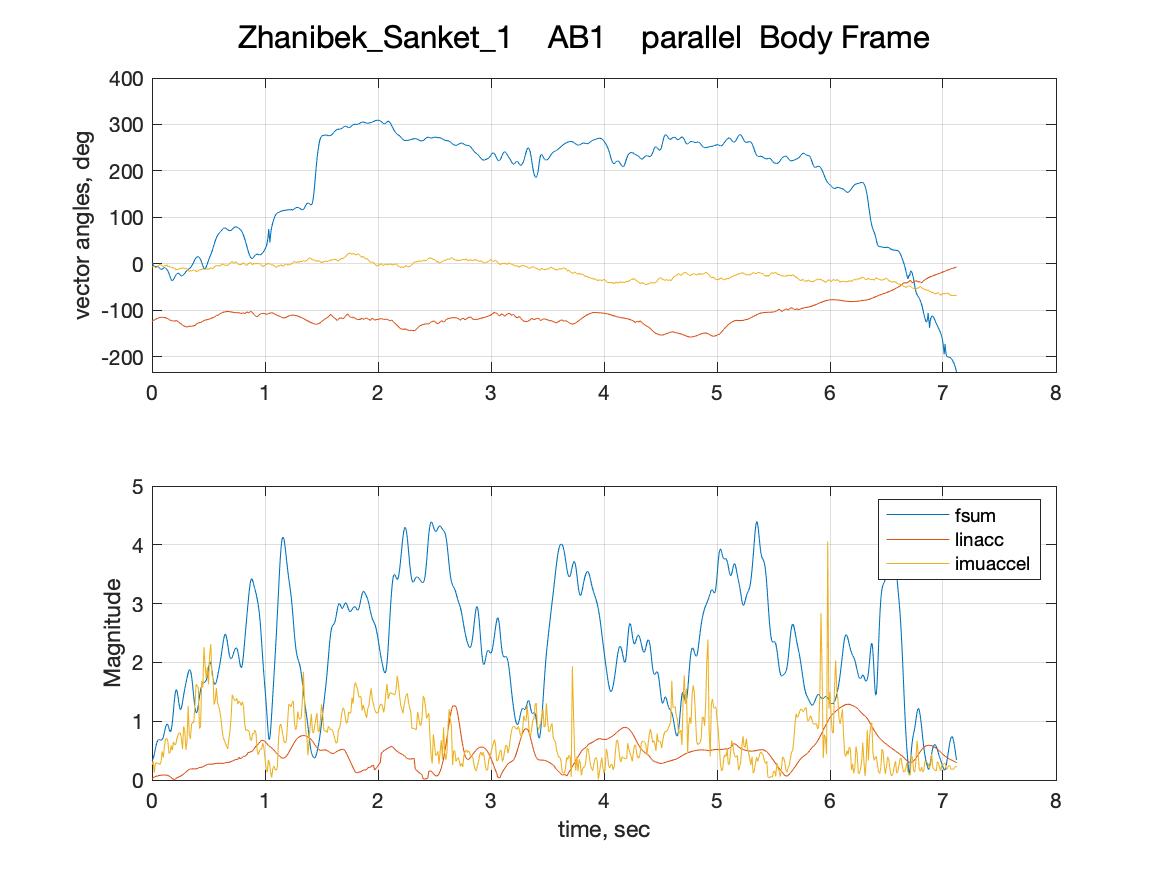 Zhanibek_Sanket_1 AB1 parallel Body Frame
400
300
200
100
0
-100
-200
vector angles, deg
0 1 2 3 4 5 6 7 8
5
4
3
2
1
0
Magnitude
fsum
linacc
imuaccel
0 1 2 3 4 5 6 7 8
time, sec